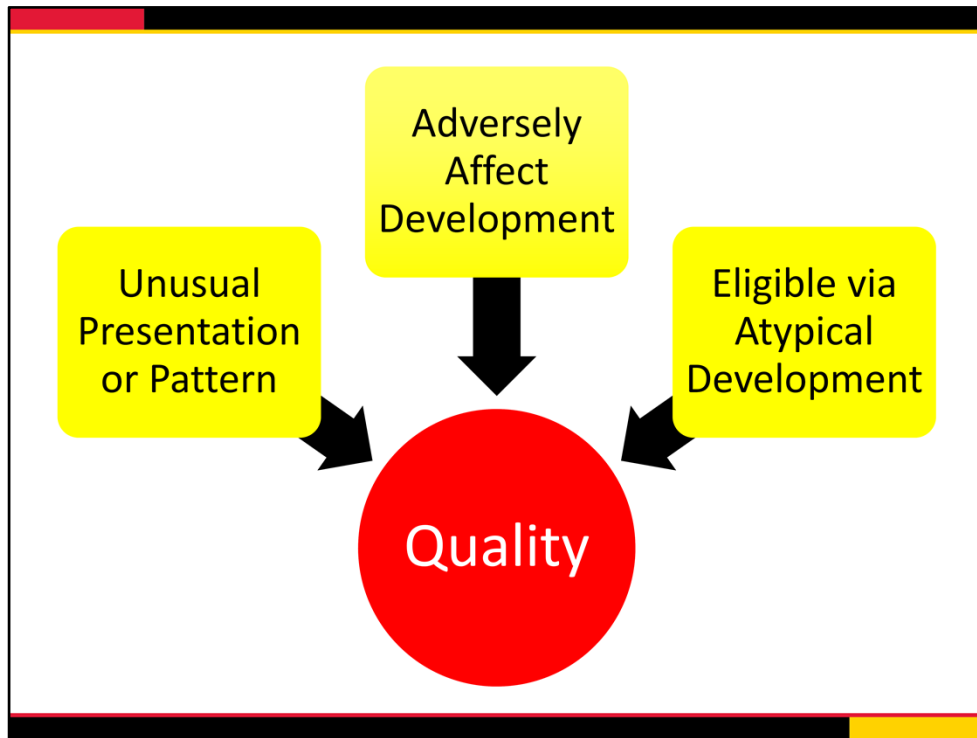 Adversely
Affect
Development
Unusual
Presentation
or Pattern
Eligible via
Atypical
Development
Quality